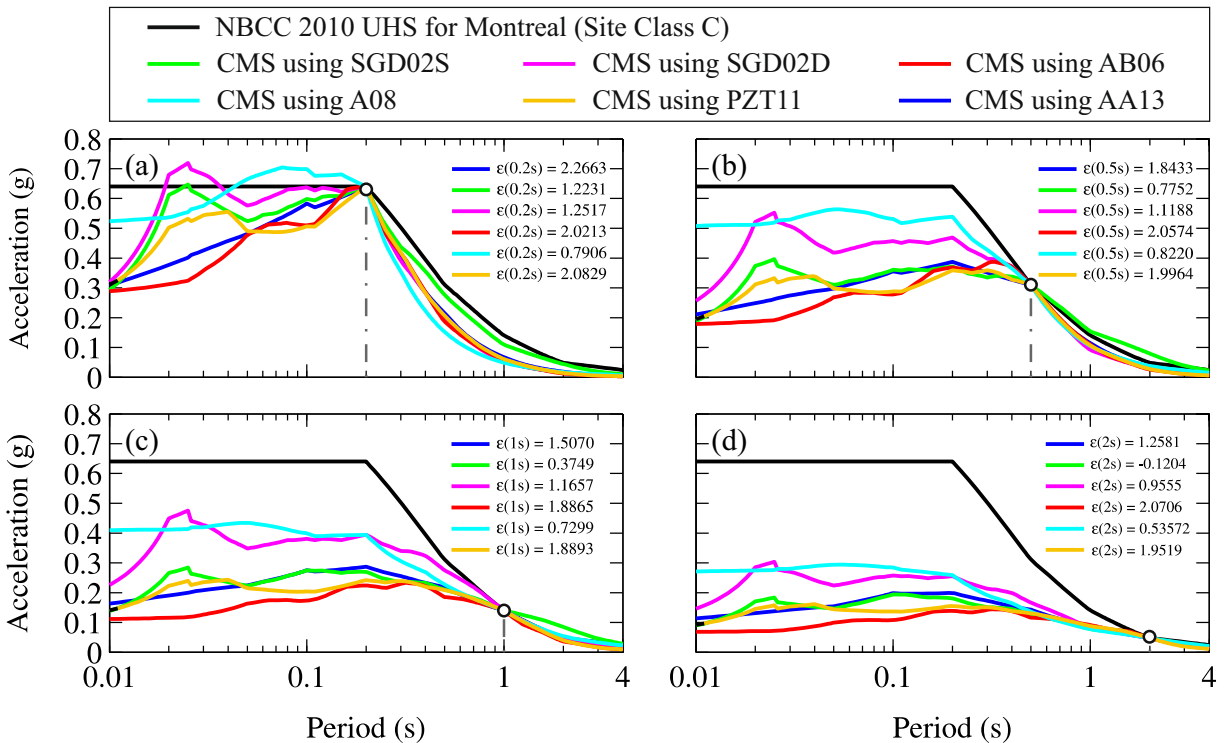 NBCC 2010 UHS for Montreal (Site Class C)
CMS using SGD02S CMS using SGD02D CMS using AB06
CMS using A08 CMS using PZT11 CMS using AA13
Acceleration (g)
0.8
0.7
0.6
0.5
0.4
0.3
0.2
0.1
0
(a)
ε(0.2s) = 2.2663
ε(0.2s) = 1.2231
ε(0.2s) = 1.2517
ε(0.2s) = 2.0213
ε(0.2s) = 0.7906
ε(0.2s) = 2.0829
(b)
ε(0.5s) = 1.8433
ε(0.5s) = 0.7752
ε(0.5s) = 1.1188
ε(0.5s) = 2.0574
ε(0.5s) = 0.8220
ε(0.5s) = 1.9964
Acceleration (g)
0.8
0.7
0.6
0.5
0.4
0.3
0.2
0.1
0
(c)
ε(1s) = 1.5070
ε(1s) = 0.3749
ε(1s) = 1.1657
ε(1s) = 1.8865
ε(1s) = 0.7299
ε(1s) = 1.8893
0.01 0.1 1 4
Period (s)
(d)
ε(2s) = 1.2581
ε(2s) = -0.1204
ε(2s) = 0.9555
ε(2s) = 2.0706
ε(2s) = 0.53572
ε(2s) = 1.9519
0.01 0.1 1 4
Period (s)